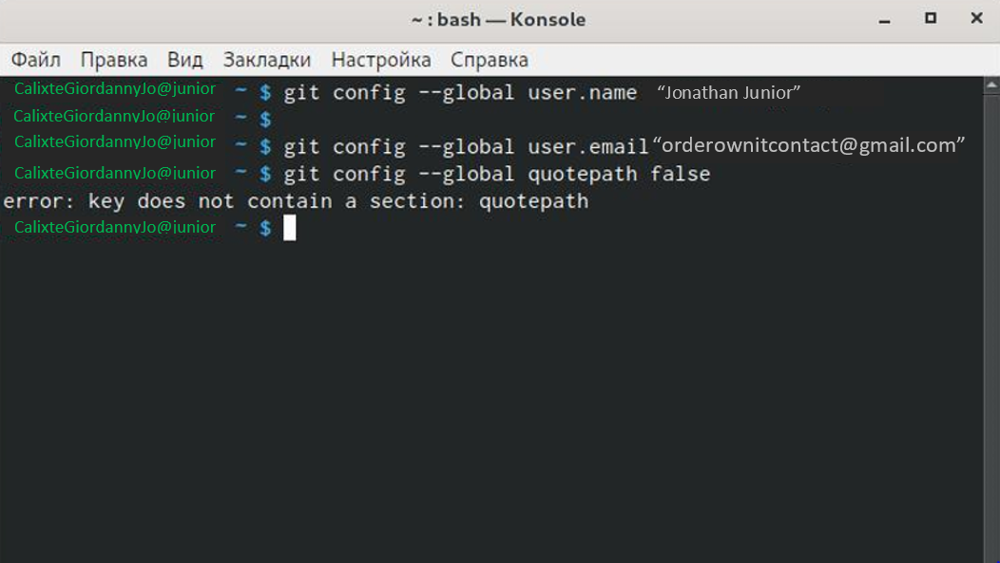 ~ : bash — Konsole
Файл Правка Вид Закладки Настройка Справка
CalixteGiordannyJo@junior ~ $ git config --global user.name “Jonathan Junior”
CalixteGiordannyJo@junior ~ $
CalixteGiordannyJo@junior ~ $ git config --global user.email“orderownitcontact@gmail.com”
CalixteGiordannyJo@junior ~ $ git config --global quotepath false
error: key does not contain a section: quotepath
CalixteGiordannyJo@junior ~ $